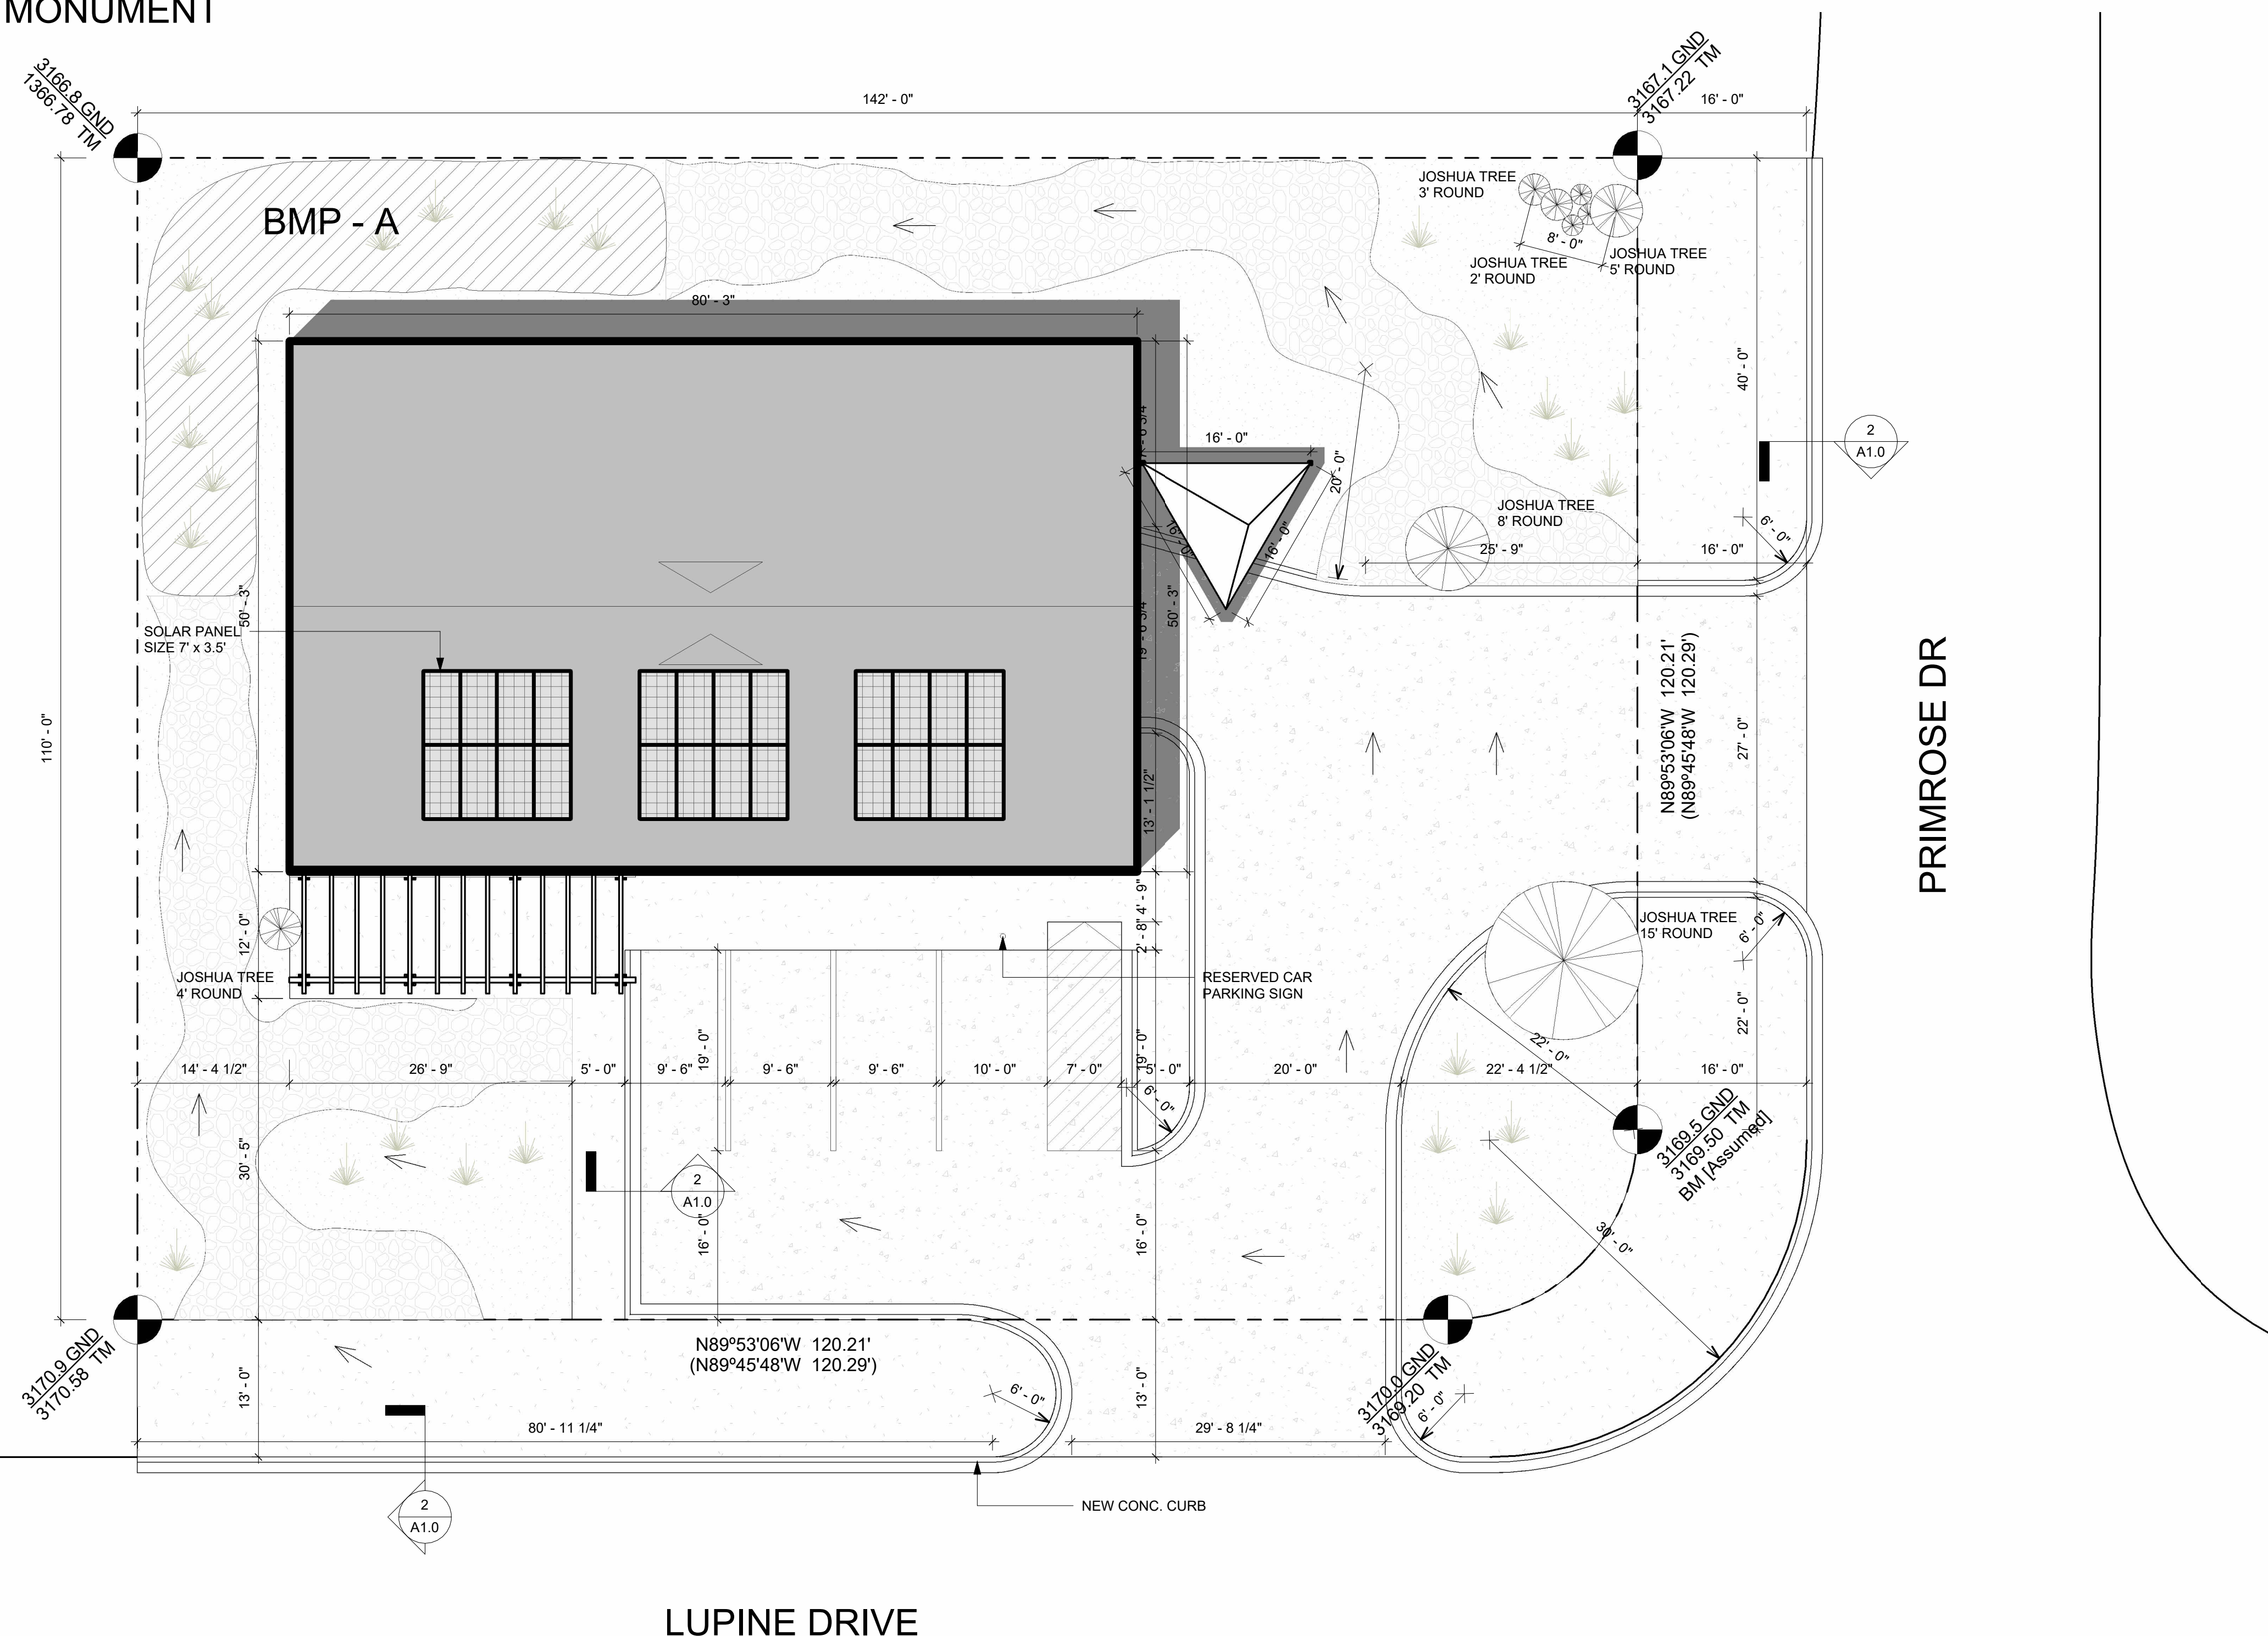 MONUMENT
3166.8 GND
1366.78 TM
142' - 0"
3167.1 GND
3167.22 TM
16' - 0"
BMP - A
JOSHUA TREE
3' ROUND
8' - 0"
JOSHUA TREE
2' ROUND
JOSHUA TREE
5' ROUND
80' - 3"
40' - 0"
16' - 0"
20' - 0"
16' - 0"
16' - 0"
2
A1.0
JOSHUA TREE
8' ROUND
25' - 9"
16' - 0"
6' - 0"
50' - 3"
50' - 3"
SOLAR PANEL
SIZE 7' x 3.5'
110' - 0"
N89º53'06'W 120.21'
(N89º45'48'W 120.29')
27' - 0"
PRIMROSE DR
13' - 1 1/2"
4' - 9"
2' - 8"
12' - 0"
JOSHUA TREE
4' ROUND
RESERVED CAR
PARKING SIGN
JOSHUA TREE
15' ROUND
6' - 0"
22' - 0"
22' - 0"
19' - 0"
19' - 0"
14' - 4 1/2"
26' - 9"
5' - 0"
9' - 6"
9' - 6"
9' - 6"
10' - 0"
7' - 0"
5' - 0"
20' - 0"
22' - 4 1/2"
16' - 0"
6' - 0"
3169.5 GND
3169.50 TM
BM [Assumed]
30' - 5"
2
A1.0
16' - 0"
16' - 0"
30' - 0"
3170.9 GND
3170.58 TM
N89º53'06'W 120.21'
(N89º45'48'W 120.29')
3170.0 GND
3169.20 TM
13' - 0"
6' - 0"
13' - 0"
6' - 0"
80' - 11 1/4"
29' - 8 1/4"
2
A1.0
NEW CONC. CURB
LUPINE DRIVE